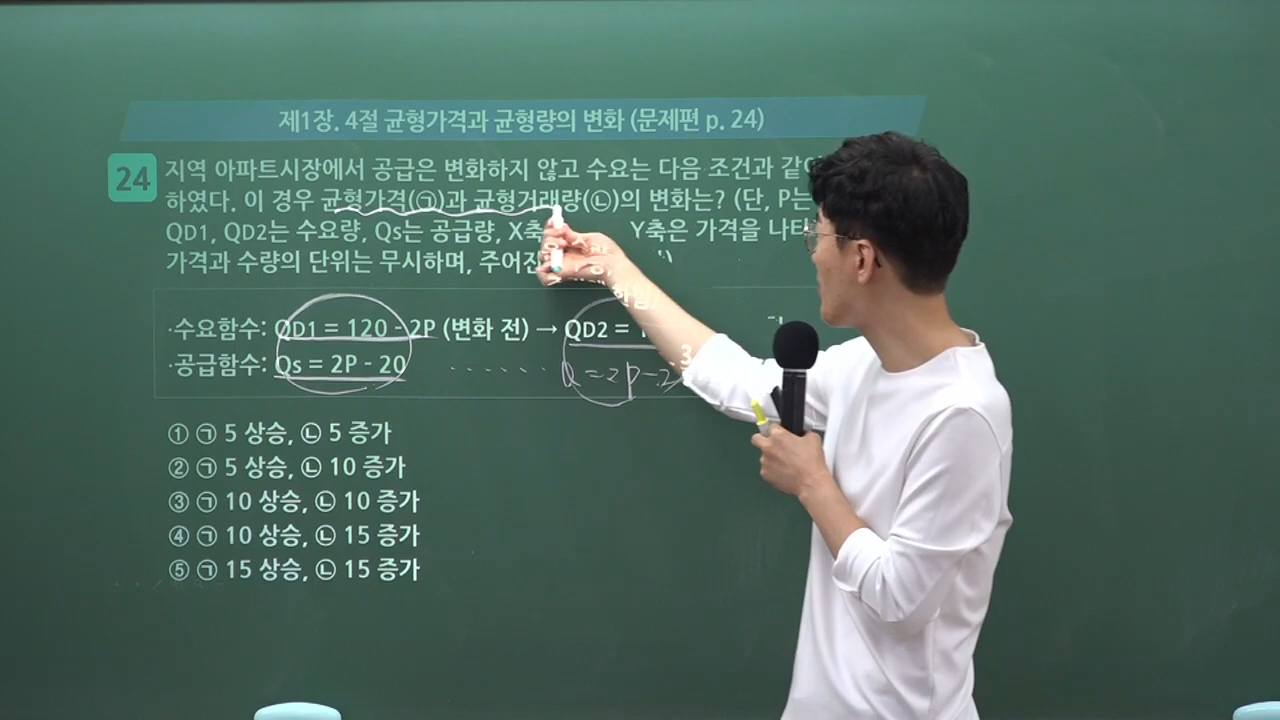 제1장. 4절 균형가격과 균형량의 변화 (문제편 p. 24)
24 지역 아파트시장에서 공급은 변화하지 않고 수요는 다음 조건과
하였다. 이 경우 균형가격(㉠)과 균형거래량(㉡)의 변화는? (단, P는
QD1, QD2는 수요량, Qs는 공급량, X축 Y축은 가격을
가격과 수량의 단위는 무시하며,
·수요함수: QD1 = 120 - 2P (변화 전) → QD2 =
·공급함수: Qs = 2P - 20 = 2P - 2
① ㉠ 5 상승, ㉡ 5 증가
② ㉠ 5 상승, ㉡ 10 증가
③ ㉠ 10 상승, ㉡ 10 증가
④ ㉠ 10 상승, ㉡ 15 증가
⑤ ㉠ 15 상승, ㉡ 15 증가